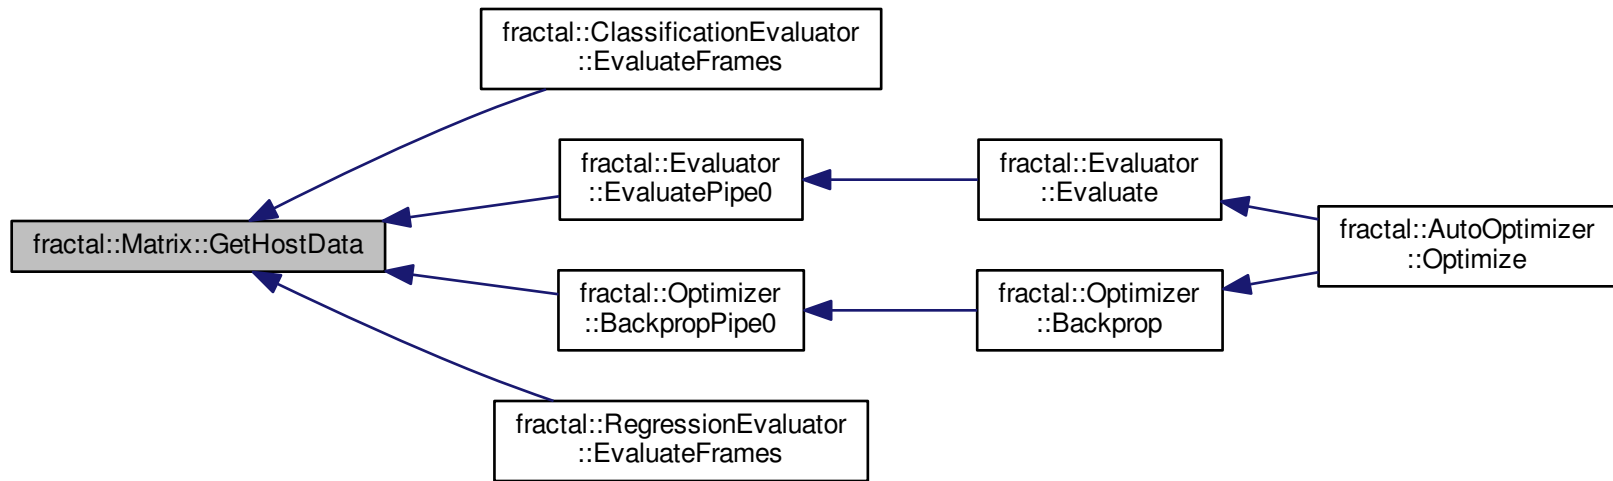 fractal::ClassificationEvaluator
::EvaluateFrames
fractal::Evaluator
::EvaluatePipe0
fractal::Evaluator
::Evaluate
fractal::Matrix::GetHostData
fractal::AutoOptimizer
::Optimize
fractal::Optimizer
::BackpropPipe0
fractal::Optimizer
::Backprop
fractal::RegressionEvaluator
::EvaluateFrames